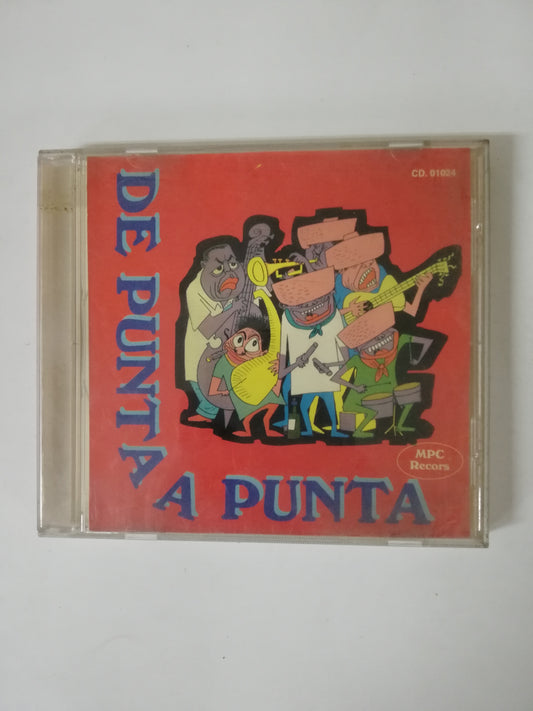 CD. 01024
DE PUNTA
A PUNTA
MPC
Recors